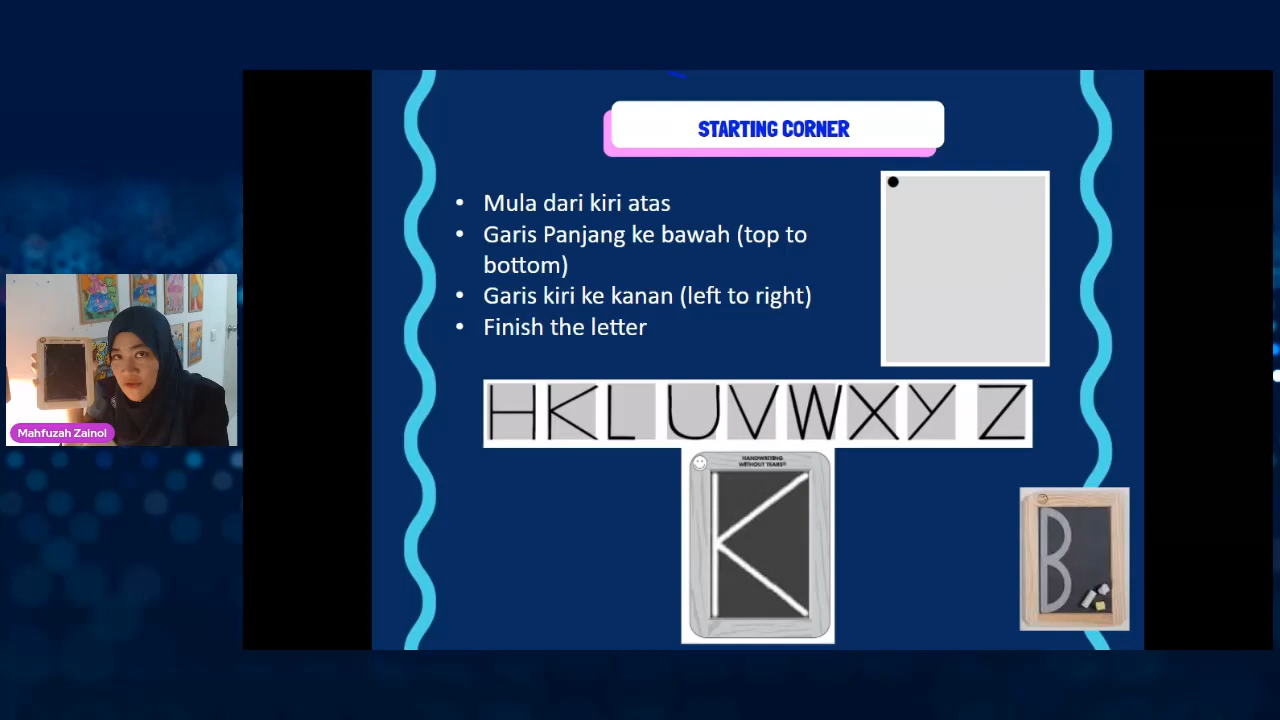 STARTING CORNER
• Mula dari kiri atas
• Garis Panjang ke bawah (top to
bottom)
• Garis kiri ke kanan (left to right)
• Finish the letter
H K L U V W X Y Z
HANDWRITING
WITHOUT TEARS®
K
B
Mahfuzah Zainol